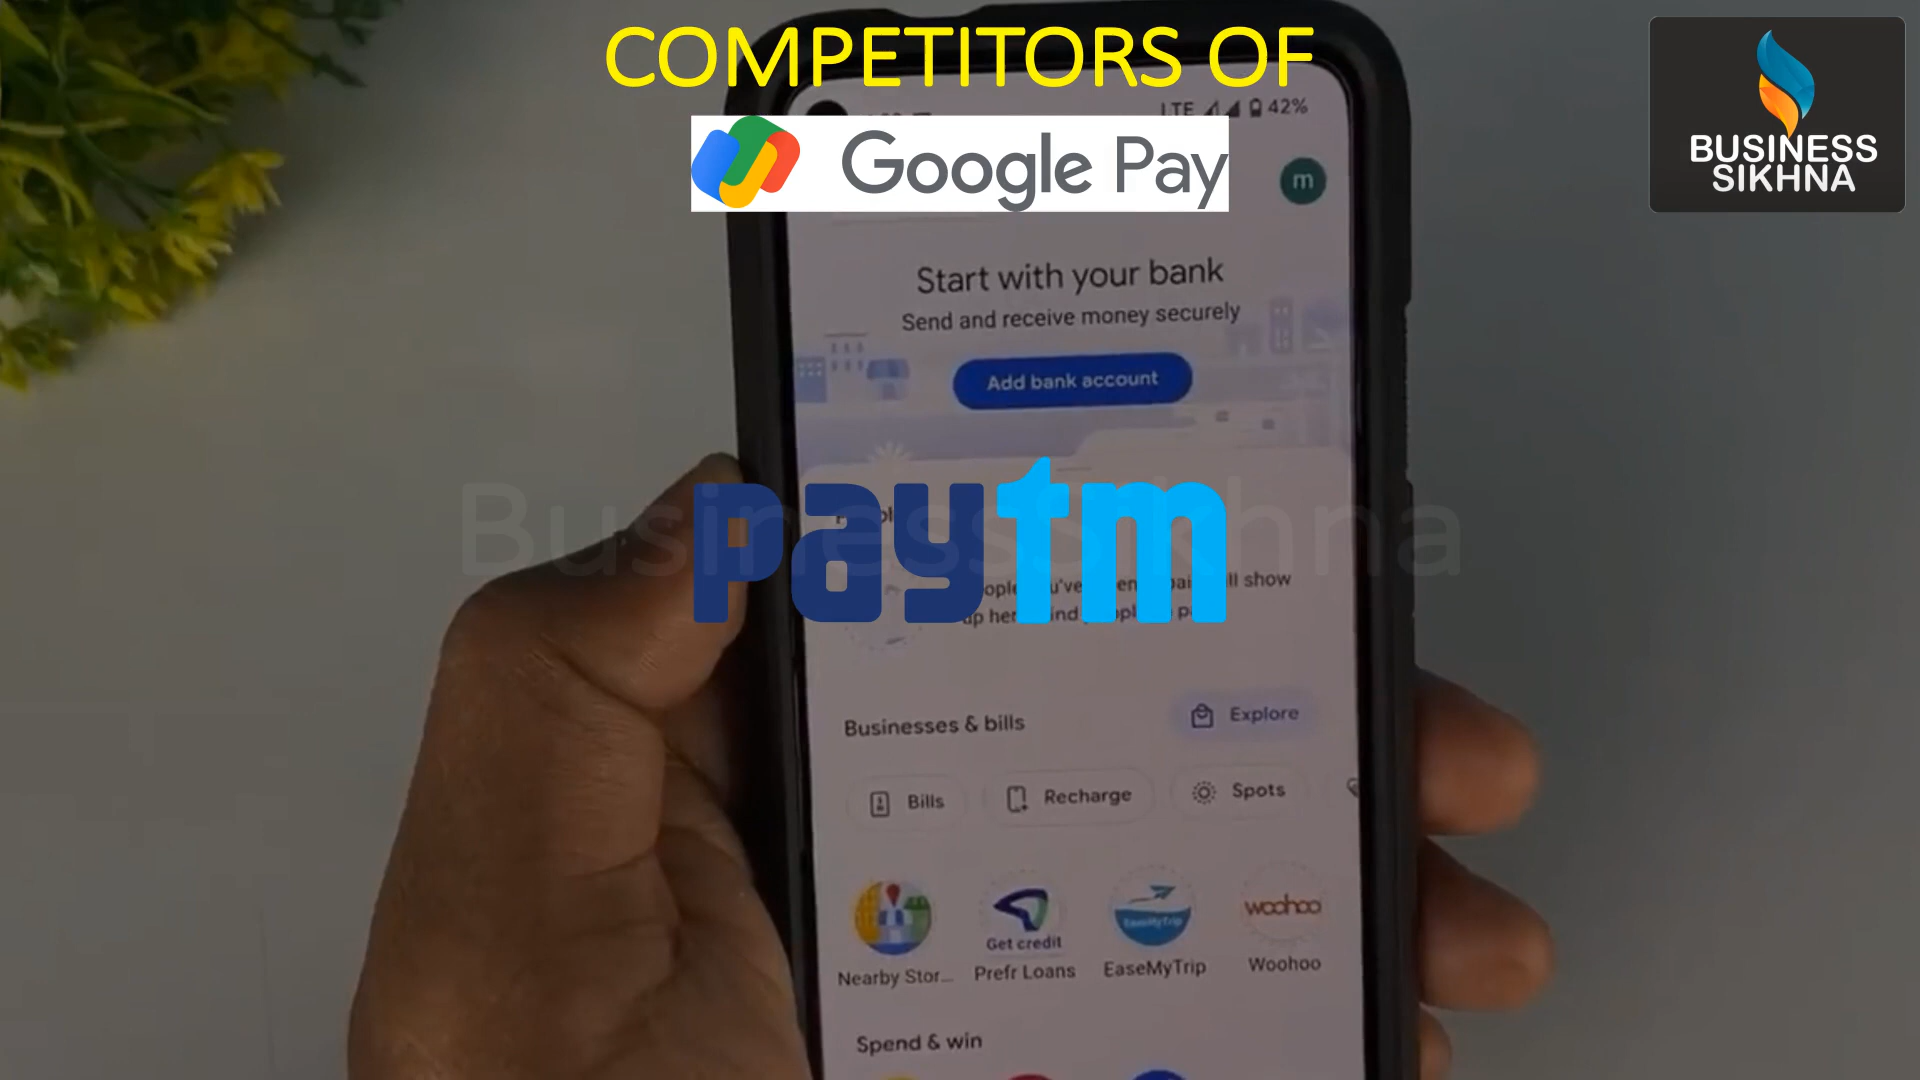 COMPETITORS OF
LTE 42%
Google Pay
m
BUSINESS
SIKHNA
Start with your bank
Send and receive money securely
Add bank account
BusinessSikhna
paytm
show
Businesses & bills
Explore
Bills
Recharge
Spots
Get credit
EaseMyTrip
woohoo
Nearby Stor...
Prefr Loans
EaseMyTrip
Woohoo
Spend & win